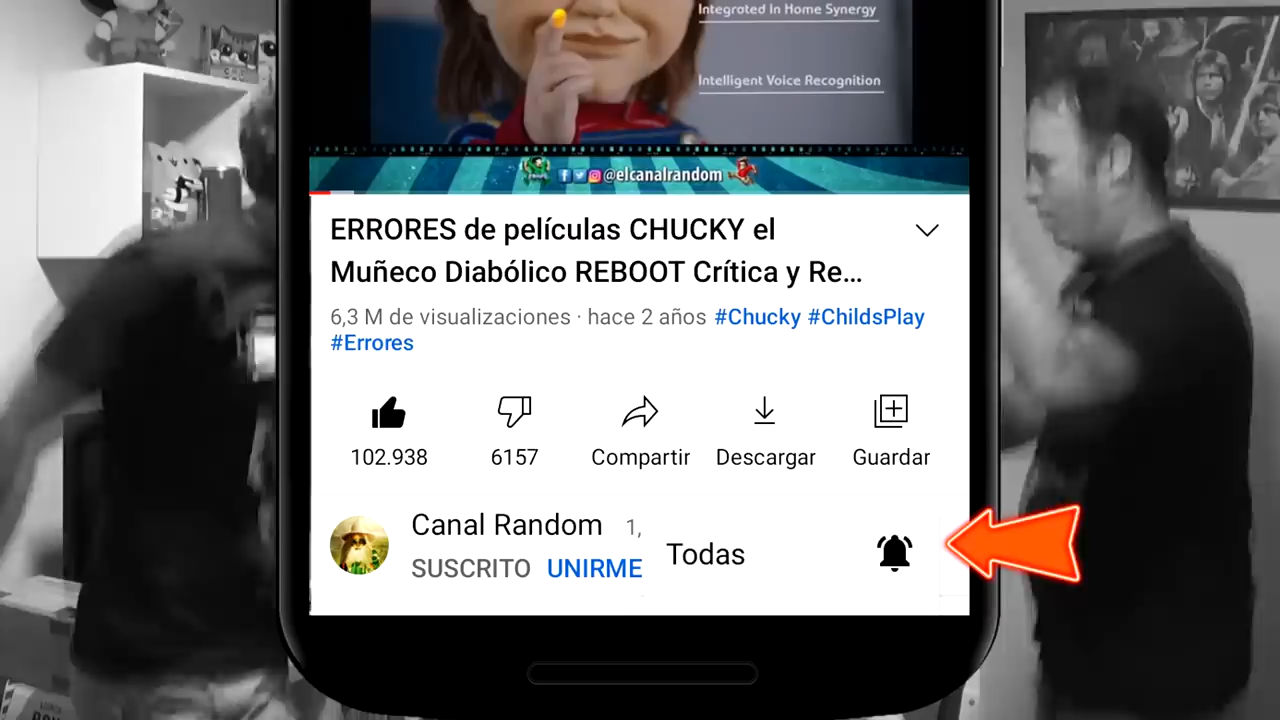 Integrated In Home Synergy
Intelligent Voice Recognition
@elcanalrandom
ERRORES de películas CHUCKY el
Muñeco Diabólico REBOOT Crítica y Re...
6,3 M de visualizaciones · hace 2 años #Chucky #ChildsPlay
#Errores
102.938
6157
Compartir
Descargar
Guardar
Canal Random 1,
SUSCRITO UNIRME
Todas